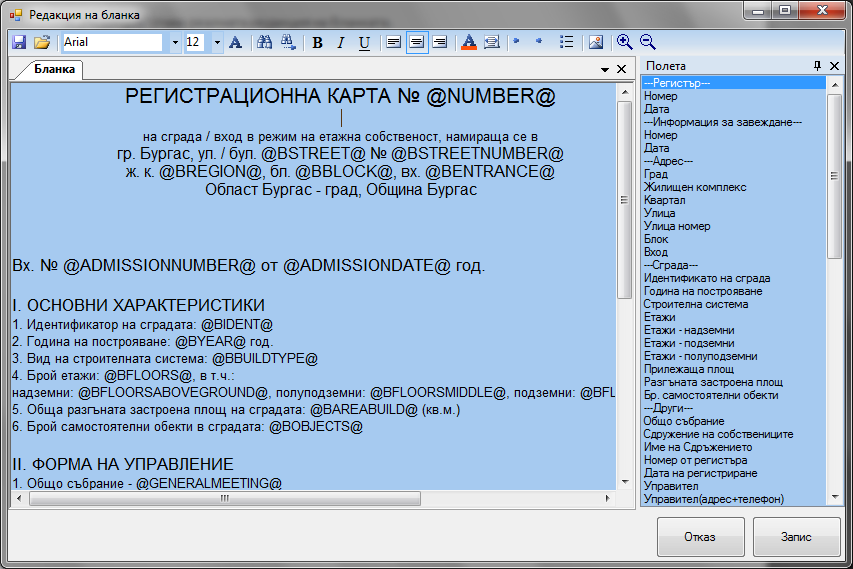 Редакция на бланка
Arial
12
A
B I U
A
Бланка
РЕГИСТРАЦИОННА КАРТА № @NUMBER@
на сграда / вход в режим на етажна собственост, намираща се в
гр. Бургас, ул. / бул. @BSTREET@ № @BSTREETNUMBER@
ж. к. @BREGION@, бл. @BBLOCK@, вх. @BENTRANCE@
Област Бургас - град, Община Бургас
Вх. № @ADMISSIONNUMBER@ от @ADMISSIONDATE@ год.
I. ОСНОВНИ ХАРАКТЕРИСТИКИ
1. Идентификатор на сградата: @BIDENT@
2. Година на построяване: @BYEAR@ год.
3. Вид на строителната система: @BBUILDTYPE@
4. Брой етажи: @BFLOORS@, в т.ч.:
надземни: @BFLOORSABOVEGROUND@, полуподземни: @BFLOORSMIDDLE@, подземни: @BFL
5. Обща разгъната застроена площ на сградата: @BAREABUILD@ (кв.м.)
6. Брой самостоятелни обекти в сградата: @BOBJECTS@
II. ФОРМА НА УПРАВЛЕНИЕ
1. Общо събрание - @GENERALMEETING@
Полета
---Регистър---
Номер
Дата
---Информация за завеждане---
Номер
Дата
---Адрес---
Град
Жилищен комплекс
Квартал
Улица
Улица номер
Блок
Вход
---Сграда---
Идентификато на сграда
Година на построяване
Строителна система
Етажи
Етажи - надземни
Етажи - подземни
Етажи - полуподземни
Прилежаща площ
Разгъната застроена площ
Бр. самостоятелни обекти
---Други---
Общо събрание
Сдружение на собствениците
Име на Сдръжението
Номер от регистъра
Дата на регистриране
Управител
Управител(адрес+телефон)
Отказ
Запис